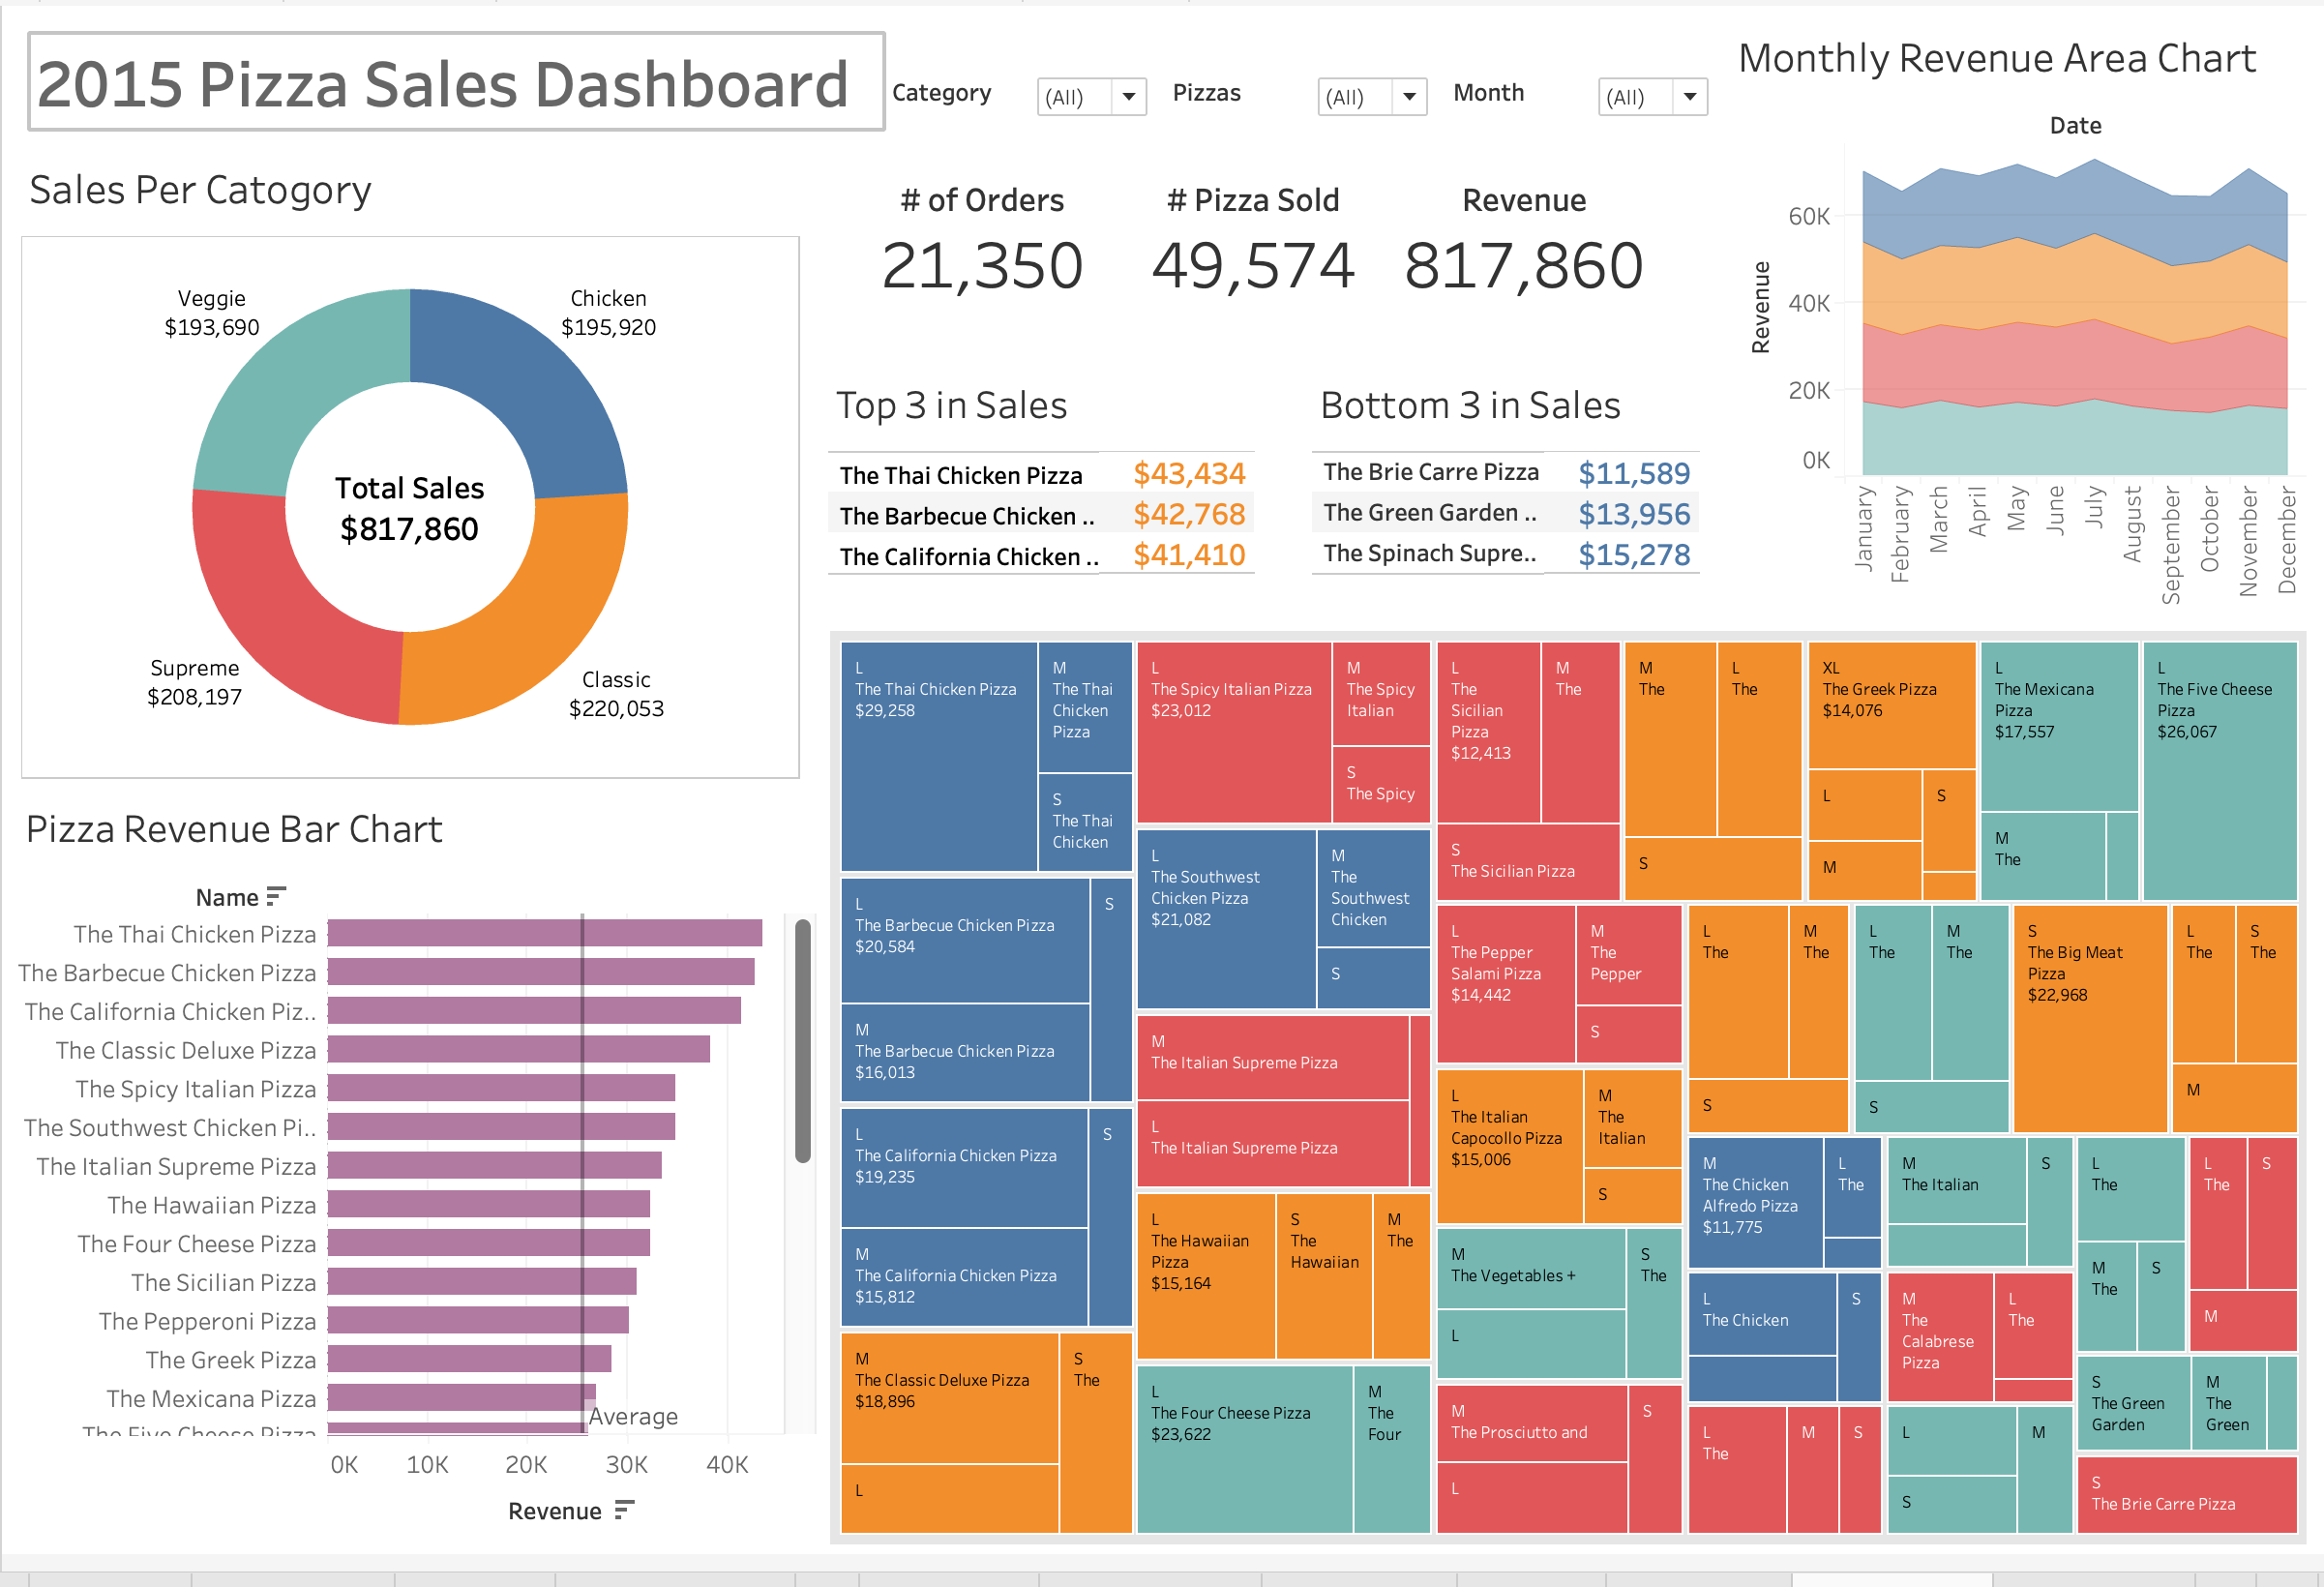 2015 Pizza Sales Dashboard
Category
(All)
Pizzas
(All)
Month
(All)
Monthly Revenue Area Chart
Date
Revenue
60K
40K
20K
0K
January
February
March
April
May
June
July
August
September
October
November
December
Sales Per Catogory
Veggie
$193,690
Chicken
$195,920
Total Sales
$817,860
Supreme
$208,197
Classic
$220,053
# of Orders
21,350
# Pizza Sold
49,574
Revenue
817,860
Top 3 in Sales
The Thai Chicken Pizza $43,434
The Barbecue Chicken .. $42,768
The California Chicken .. $41,410
Bottom 3 in Sales
The Brie Carre Pizza $11,589
The Green Garden .. $13,956
The Spinach Supre.. $15,278
Pizza Revenue Bar Chart
Name
The Thai Chicken Pizza
The Barbecue Chicken Pizza
The California Chicken Piz..
The Classic Deluxe Pizza
The Spicy Italian Pizza
The Southwest Chicken Pi..
The Italian Supreme Pizza
The Hawaiian Pizza
The Four Cheese Pizza
The Sicilian Pizza
The Pepperoni Pizza
The Greek Pizza
The Mexicana Pizza
The Five Cheese Pizza
Average
0K
10K
20K
30K
40K
Revenue
L
The Thai Chicken Pizza
$29,258
M
The Thai
Chicken
Pizza
S
The Thai
Chicken
L
The Barbecue Chicken Pizza
$20,584
S
M
The Barbecue Chicken Pizza
$16,013
L
The California Chicken Pizza
$19,235
S
M
The California Chicken Pizza
$15,812
M
The Classic Deluxe Pizza
$18,896
S
The
L
L
The Spicy Italian Pizza
$23,012
M
The Spicy
Italian
S
The Spicy
L
The Southwest
Chicken Pizza
$21,082
M
The
Southwest
Chicken
S
M
The Italian Supreme Pizza
L
The Italian Supreme Pizza
L
The Hawaiian
Pizza
$15,164
S
The
Hawaiian
M
The
L
The Four Cheese Pizza
$23,622
M
The
Four
L
The
Sicilian
Pizza
$12,413
M
The
S
The Sicilian Pizza
M
The
L
The
S
XL
The Greek Pizza
$14,076
L
S
M
L
The Mexicana
Pizza
$17,557
M
The
L
The Five Cheese
Pizza
$26,067
L
The Pepper
Salami Pizza
$14,442
M
The
Pepper
S
L
The Italian
Capocollo Pizza
$15,006
M
The
Italian
S
M
The Vegetables +
S
The
L
M
The Prosciutto and
S
L
L
The
M
The
S
L
The
M
The
S
S
The Big Meat
Pizza
$22,968
L
The
S
The
M
M
The Chicken
Alfredo Pizza
$11,775
L
The
L
The Chicken
S
L
The
M
S
M
The Italian
S
M
The
Calabrese
Pizza
L
The
L
M
S
L
The
M
The
S
L
The
S
M
S
The Green
Garden
M
The
Green
S
The Brie Carre Pizza